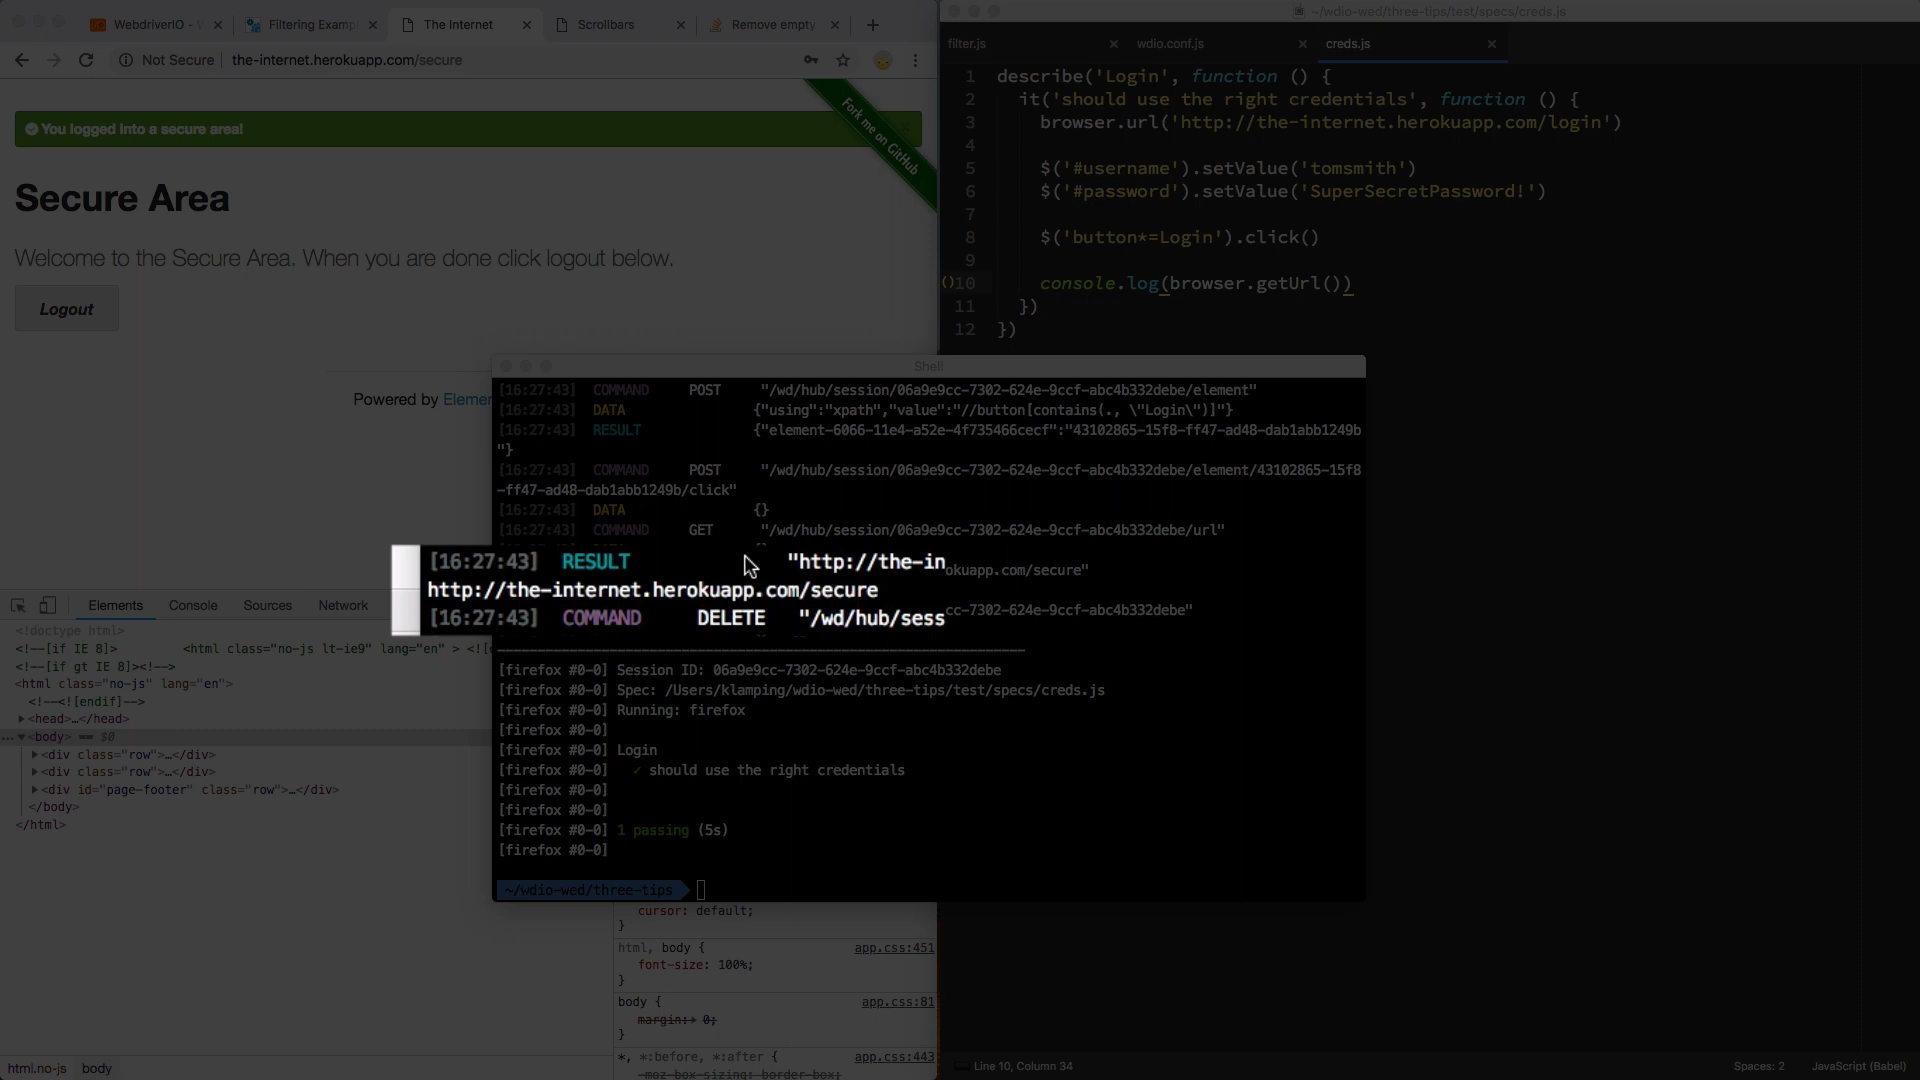 WebdriverIO -
Filtering Examp
The Internet
Scrollbars
Remove empty
Not Secure
the-internet.herokuapp.com/secure
You logged into a secure area!
Fork me on GitHub
Secure Area
Welcome to the Secure Area. When you are done click logout below.
Logout
Powered by Elemen
~/wdio-wed/three-tips/test/specs/creds.js
filter.js
wdio.conf.js
creds.js
1 describe('Login', function () {
2 it('should use the right credentials', function () {
3 browser.url('http://the-internet.herokuapp.com/login')
4
5 $('#username').setValue('tomsmith')
6 $('#password').setValue('SuperSecretPassword!')
7
8 $('button*=Login').click()
9
10 console.log(browser.getUrl())
11 })
12 })
Shell
[16:27:43] COMMAND POST "/wd/hub/session/06a9e9cc-7302-624e-9ccf-abc4b332debe/element"
[16:27:43] DATA {"using":"xpath","value":"//button[contains(., \"Login\")]"}
[16:27:43] RESULT {"element-6066-11e4-a52e-4f735466cecf":"43102865-15f8-ff47-ad48-dab1abb1249b
"}
[16:27:43] COMMAND POST "/wd/hub/session/06a9e9cc-7302-624e-9ccf-abc4b332debe/element/43102865-15f8
-ff47-ad48-dab1abb1249b/click"
[16:27:43] DATA {}
[16:27:43] COMMAND GET "/wd/hub/session/06a9e9cc-7302-624e-9ccf-abc4b332debe/url"
[16:27:43] RESULT "http://the-in
okuapp.com/secure"
http://the-internet.herokuapp.com/secure
[16:27:43] COMMAND DELETE "/wd/hub/sess
cc-7302-624e-9ccf-abc4b332debe"
[firefox #0-0] Session ID: 06a9e9cc-7302-624e-9ccf-abc4b332debe
[firefox #0-0] Spec: /Users/klamping/wdio-wed/three-tips/test/specs/creds.js
[firefox #0-0] Running: firefox
[firefox #0-0]
[firefox #0-0] Login
[firefox #0-0] ✓ should use the right credentials
[firefox #0-0]
[firefox #0-0]
[firefox #0-0] 1 passing (5s)
[firefox #0-0]
~/wdio-wed/three-tips
Elements Console Sources Network
<!doctype html>
<!--[if IE 8]> <html class="no-js lt-ie9" lang="en" > <![
<!--[if gt IE 8]><!-->
<html class="no-js" lang="en">
<!--<![endif]-->
<head>…</head>
<body> == $0
<div class="row">…</div>
<div class="row">…</div>
<div id="page-footer" class="row">…</div>
</body>
</html>
cursor: default;
}
html, body { app.css:451
font-size: 100%;
}
body { app.css:81
margin: 0;
}
*, *:before, *:after { app.css:443
-moz-box-sizing: border-box;
html.no-js body
Line 10, Column 34
Spaces: 2
JavaScript (Babel)